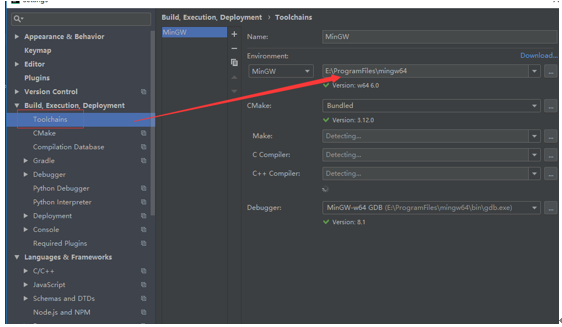 Build, Execution, Deployment › Toolchains
Appearance & Behavior
Keymap
Editor
Plugins
Version Control
Build, Execution, Deployment
Toolchains
CMake
Compilation Database
Gradle
Debugger
Python Debugger
Python Interpreter
Deployment
Console
Required Plugins
Languages & Frameworks
C/C++
JavaScript
Schemas and DTDs
Node.js and NPM
MinGW
Name: MinGW
Environment: Download...
MinGW E:\ProgramFiles\mingw64
Version: w64 6.0
CMake: Bundled
Version: 3.12.0
Make: Detecting...
C Compiler: Detecting...
C++ Compiler: Detecting...
Debugger: MinGW-w64 GDB (E:\ProgramFiles\mingw64\bin\gdb.exe)
Version: 8.1